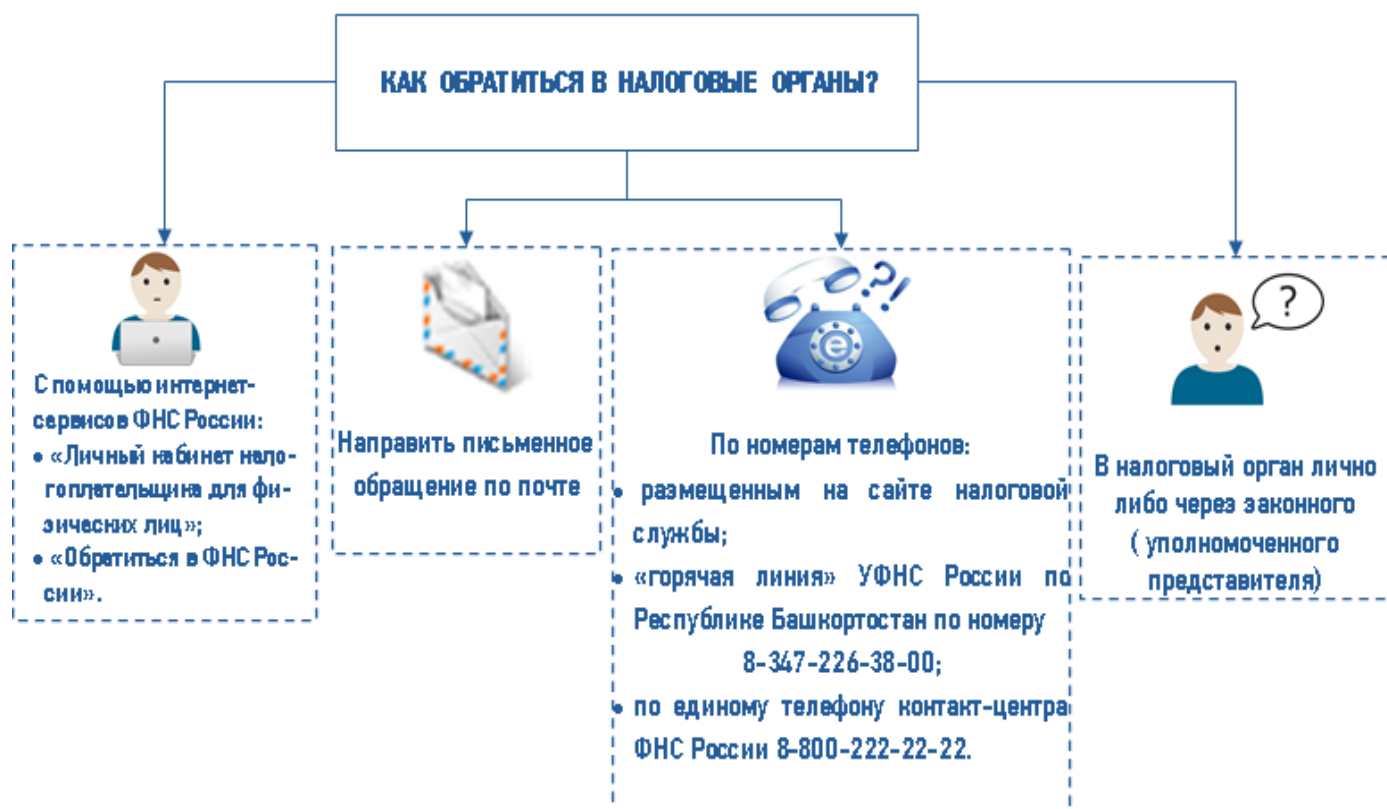 КАК ОБРАТИТЬСЯ В НАЛОГОВЫЕ ОРГАНЫ?
С помощью интернет-
сервисов ФНС России:
• «Личный кабинет нало-
гоплательщика для фи-
зических лиц»;
• «Обратиться в ФНС Рос-
сии».
Направить письменное
обращение по почте
?!
e
По номерам телефонов:
• размещенным на сайте налоговой
службы;
• «горячая линия» УФНС России по
Республике Башкортостан по номеру
8-347-226-38-00;
• по единому телефону контакт-центра
ФНС России 8-800-222-22-22.
?
В налоговый орган лично
либо через законного
( уполномоченного
представителя)